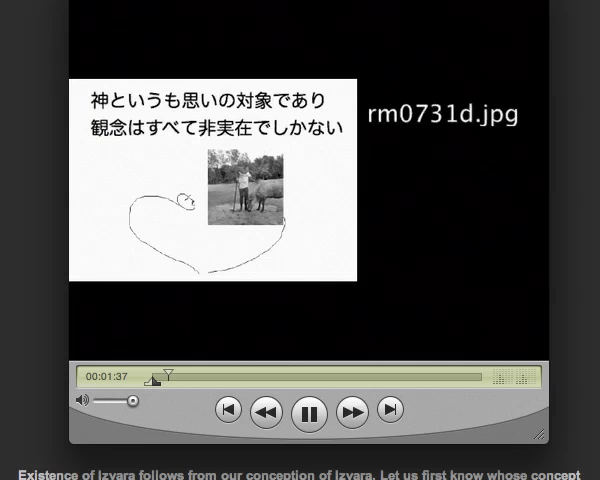 神というも思いの対象であり
観念はすべて非実在でしかない
rm0731d.jpg
00:01:37
Existence of Izvara follows from our conception of Izvara. Let us first know whose concept